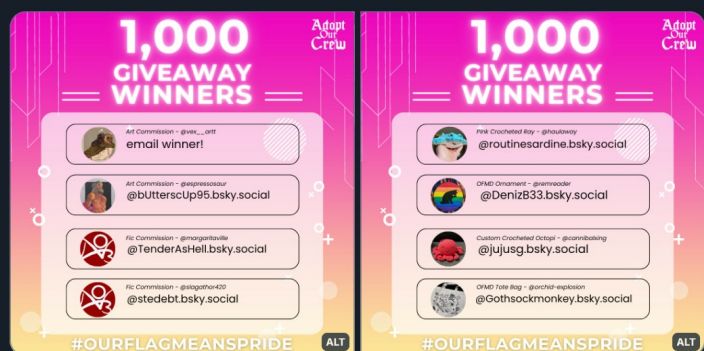 1,000
GIVEAWAY
WINNERS
Adopt
Our
Crew
Art Commission - @vex__artt
email winner!
Art Commission - @espressosaur
@bUtterscUp95.bsky.social
Fic Commission - @margaritaville
@TenderAsHell.bsky.social
Fic Commission - @slagathor420
@stedebt.bsky.social
#OURFLAGMEANSPRIDE
ALT
1,000
GIVEAWAY
WINNERS
Adopt
Our
Crew
Pink Crocheted Ray - @haulaway
@routinesardine.bsky.social
OFMD Ornament - @remreader
@DenizB33.bsky.social
Custom Crocheted Octopi - @cannibalsing
@jujusg.bsky.social
OFMD Tote Bag - @orchid-explosion
@Gothsockmonkey.bsky.social
#OURFLAGMEANSPRIDE
ALT